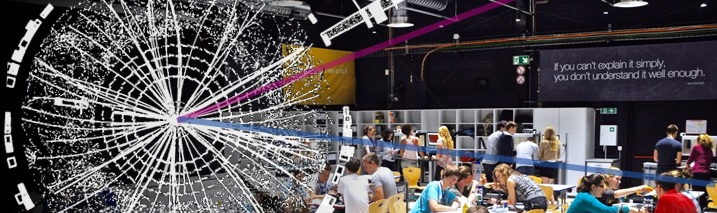 If you can't explain it simply,
you don't understand it well enough.